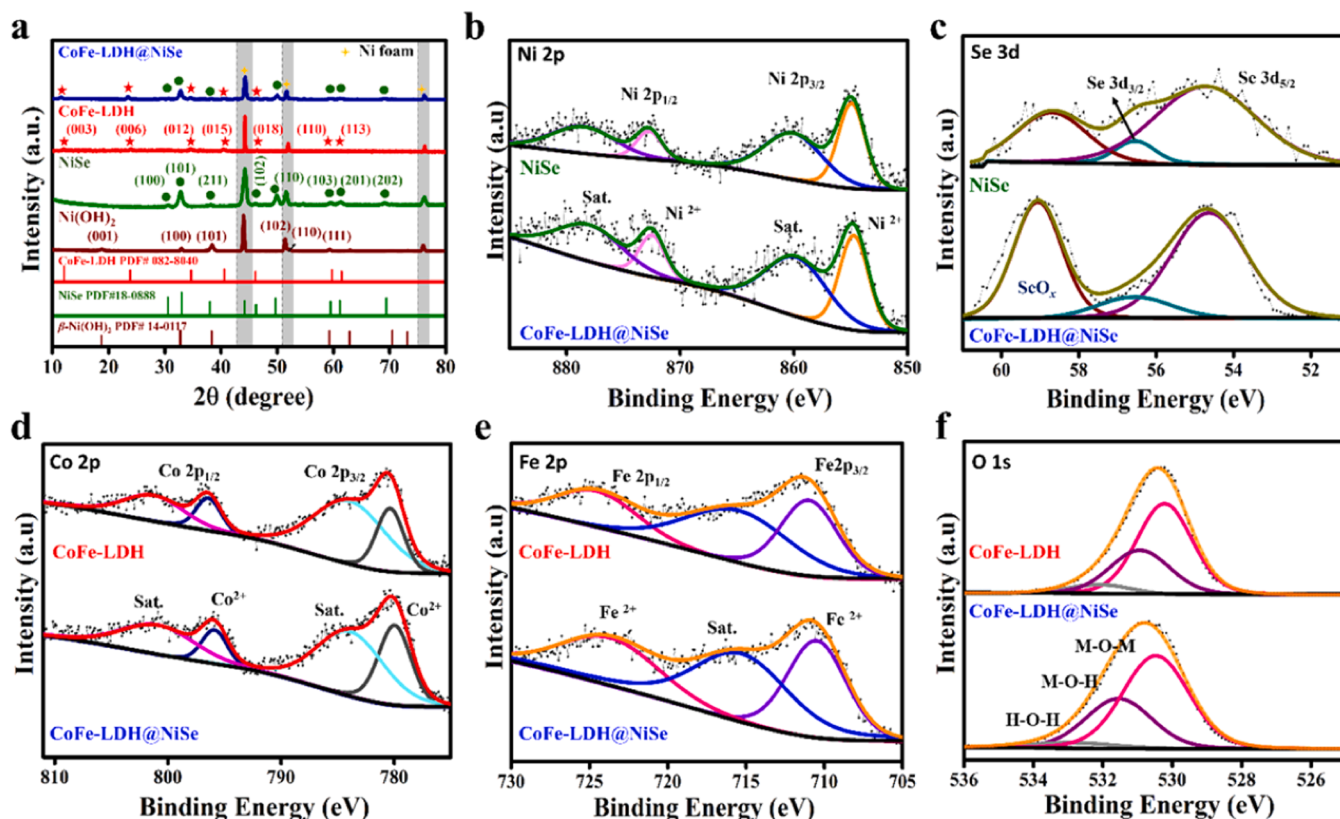 a
CoFe-LDH@NiSe
Ni foam
CoFe-LDH
(003) (006) (012) (015) (018) (110) (113)
NiSe
(100) (101) (211) (102) (110) (103) (201) (202)
Ni(OH)2
(001) (100) (101) (102) (110) (111)
CoFe-LDH PDF# 082-8040
NiSe PDF#18-0888
β-Ni(OH)2 PDF# 14-0117
10 20 30 40 50 60 70 80
2θ (degree)
Intensity (a.u.)
b
Ni 2p
Ni 2p1/2
Ni 2p3/2
NiSe
Sat.
Ni 2+
Sat.
Ni 2+
CoFe-LDH@NiSe
880 870 860 850
Binding Energy (eV)
Intensity (a.u.)
c
Se 3d
Se 3d3/2
Se 3d5/2
NiSe
SeOx
CoFe-LDH@NiSe
60 58 56 54 52
Binding Energy (eV)
Intensity (a.u.)
d
Co 2p
Co 2p1/2
Co 2p3/2
CoFe-LDH
Sat.
Co2+
Sat.
Co2+
CoFe-LDH@NiSe
810 800 790 780
Binding Energy (eV)
Intensity (a.u)
e
Fe 2p
Fe 2p1/2
Fe2p3/2
CoFe-LDH
Fe 2+
Sat.
Fe 2+
CoFe-LDH@NiSe
730 725 720 715 710 705
Binding Energy (eV)
Intensity (a.u)
f
O 1s
CoFe-LDH
CoFe-LDH@NiSe
M-O-M
M-O-H
H-O-H
536 534 532 530 528 526
Binding Energy (eV)
Intensity (a.u)